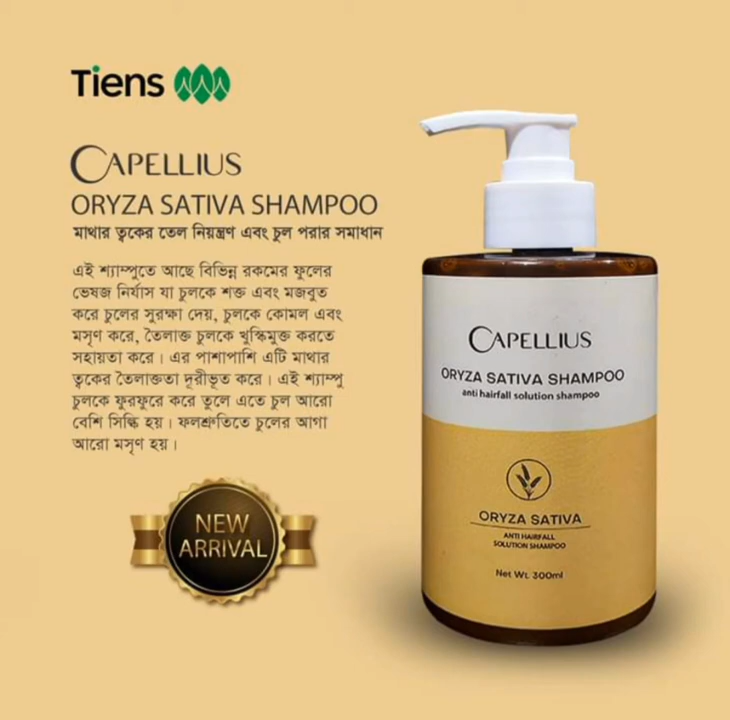 Tiens
CAPELLIUS
ORYZA SATIVA SHAMPOO
মাথার ত্বকের তেল নিয়ন্ত্রণ এবং চুল পরার সমাধান
এই শ্যাম্পুতে আছে বিভিন্ন রকমের ফুলের
ভেষজ নির্যাস যা চুলকে শক্ত এবং মজবুত
করে চুলের সুরক্ষা দেয়, চুলকে কোমল এবং
মসৃণ করে, তৈলাক্ত চুলকে খুস্কিমুক্ত করতে
সহায়তা করে। এর পাশাপাশি এটি মাথার
ত্বকের তৈলাক্ততা দূরীভূত করে। এই শ্যাম্পু
চুলকে ফুরফুরে করে তুলে এতে চুল আরো
বেশি সিল্কি হয়। ফলশ্রুতিতে চুলের আগা
আরো মসৃণ হয়।
NEW
ARRIVAL
CAPELLIUS
ORYZA SATIVA SHAMPOO
anti hairfall solution shampoo
ORYZA SATIVA
ANTI HAIRFALL
SOLUTION SHAMPOO
Net Wt. 300ml